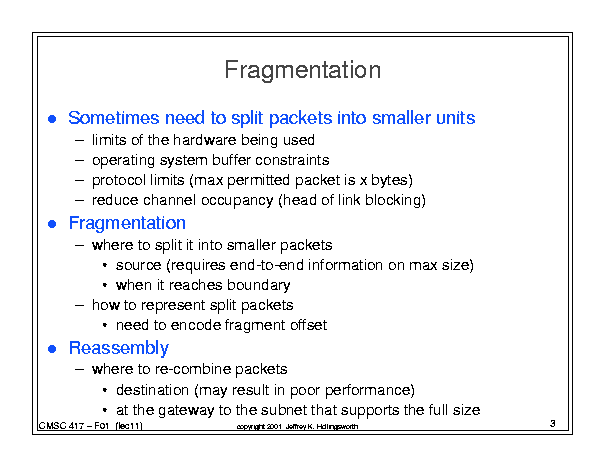 Fragmentation
● Sometimes need to split packets into smaller units
– limits of the hardware being used
– operating system buffer constraints
– protocol limits (max permitted packet is x bytes)
– reduce channel occupancy (head of link blocking)
● Fragmentation
– where to split it into smaller packets
• source (requires end-to-end information on max size)
• when it reaches boundary
– how to represent split packets
• need to encode fragment offset
● Reassembly
– where to re-combine packets
• destination (may result in poor performance)
• at the gateway to the subnet that supports the full size
CMSC 417 – F01 (lec11) copyright 2001 Jeffrey K. Hollingsworth 3